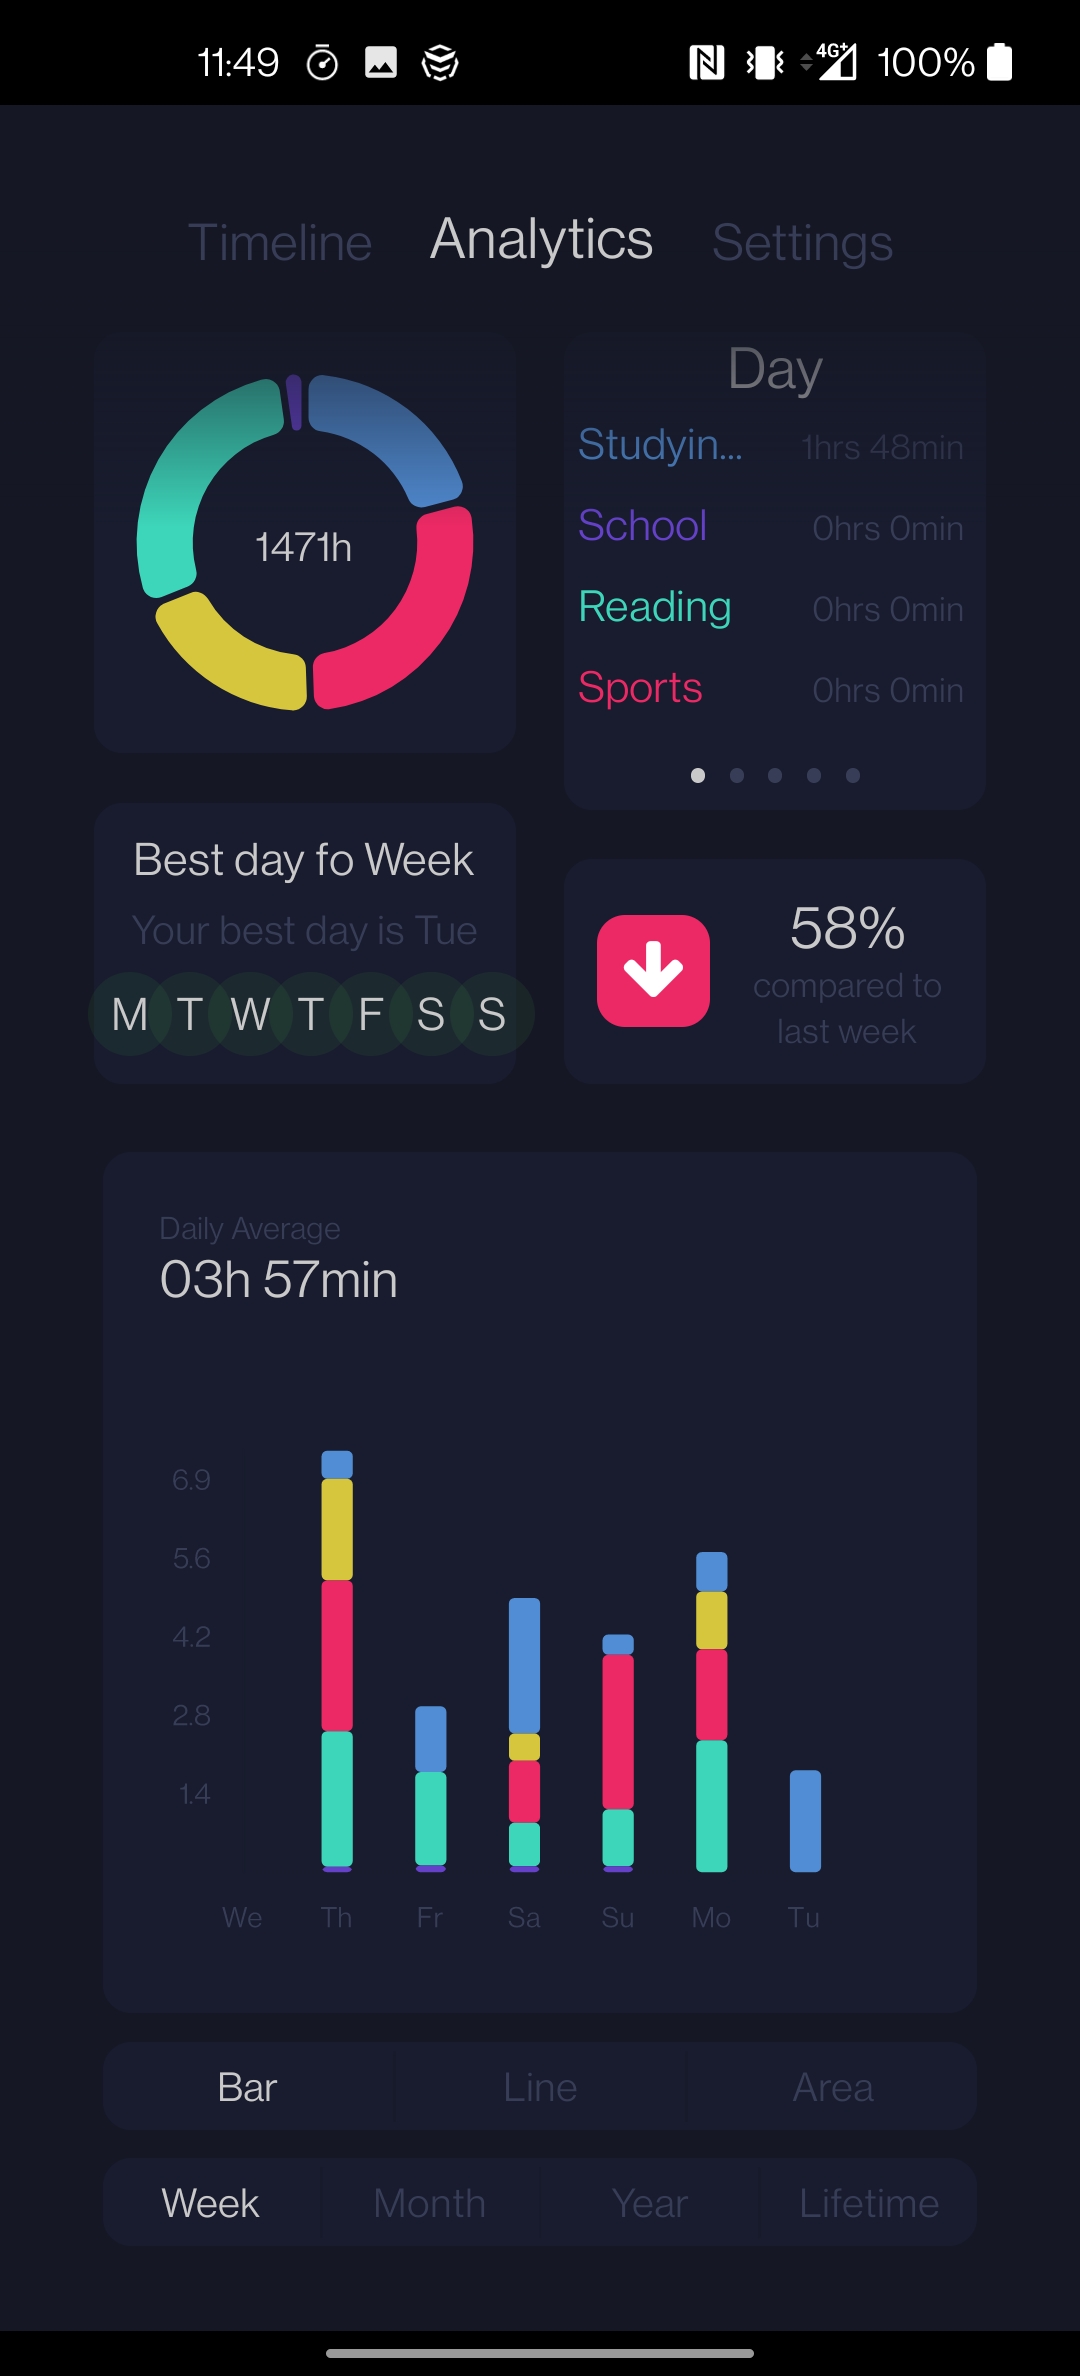 11:49 4G+ 100%
Timeline Analytics Settings
1471h
Day
Studyin... 1hrs 48min
School 0hrs 0min
Reading 0hrs 0min
Sports 0hrs 0min
Best day fo Week
Your best day is Tue
M T W T F S S
58%
compared to
last week
Daily Average
03h 57min
6.9
5.6
4.2
2.8
1.4
We Th Fr Sa Su Mo Tu
Bar Line Area
Week Month Year Lifetime